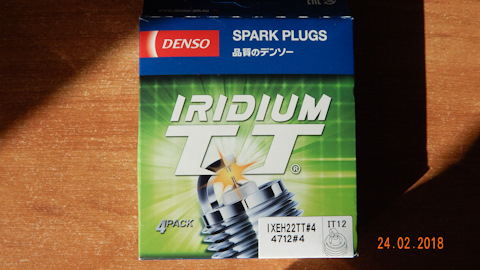 DENSO
SPARK PLUGS
品質のデンソー
IRIDIUM
TT®
4PACK
IXEH22TT#4
4712#4
IT12
24.02.2018